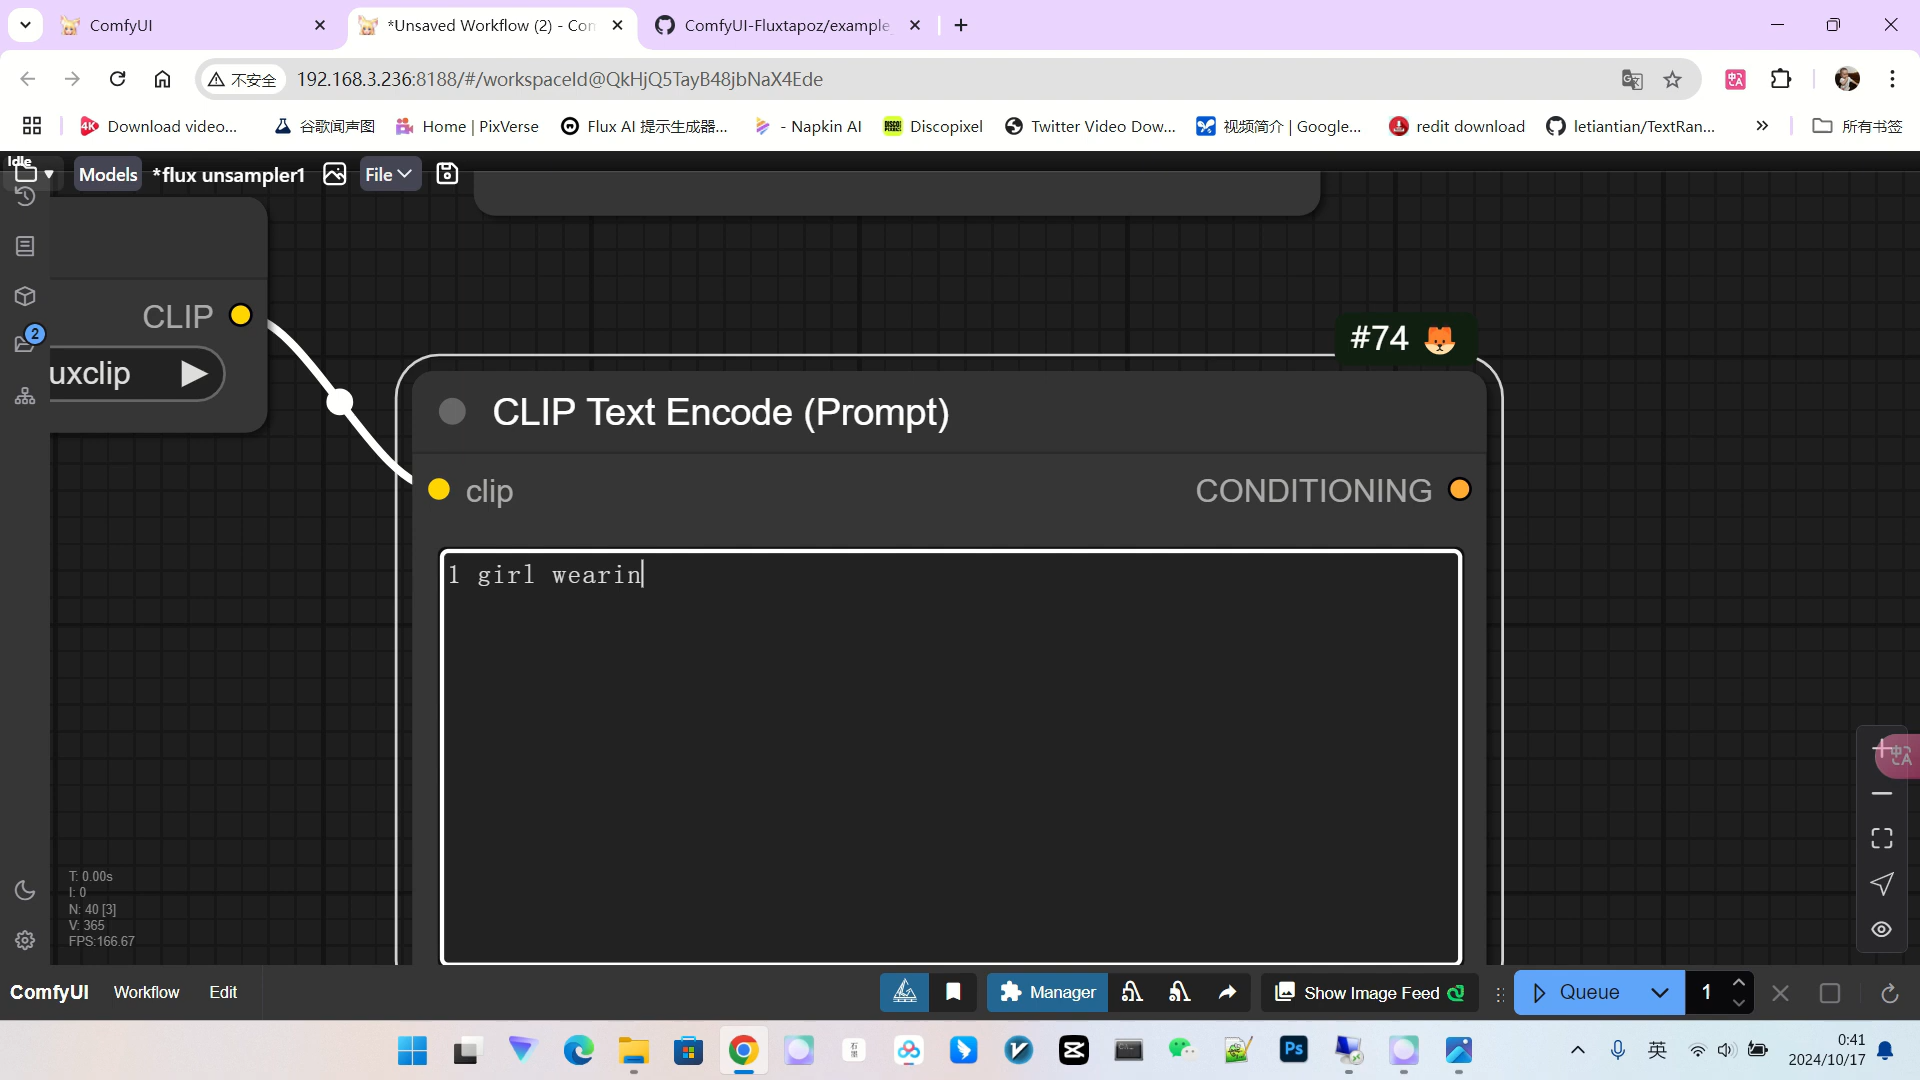 ComfyUI
*Unsaved Workflow (2) - Con
ComfyUI-Fluxtapoz/example
不安全
192.168.3.236:8188/#/workspaceId@QkHjQ5TayB48jbNaX4Ede
4K
Download video...
谷歌闻声图
Home | PixVerse
Flux AI 提示生成器...
- Napkin AI
Discopixel
Twitter Video Dow...
视频简介 | Google...
redit download
letiantian/TextRan...
»
所有书签
Idle
Models
*flux unsampler1
File
CLIP
2
uxclip
#74
CLIP Text Encode (Prompt)
clip
CONDITIONING
1 girl wearin
T: 0.00s
I: 0
N: 40 [3]
V: 365
FPS:166.67
ComfyUI
Workflow
Edit
Manager
Show Image Feed
Queue
1
Ps
英
0:41
2024/10/17